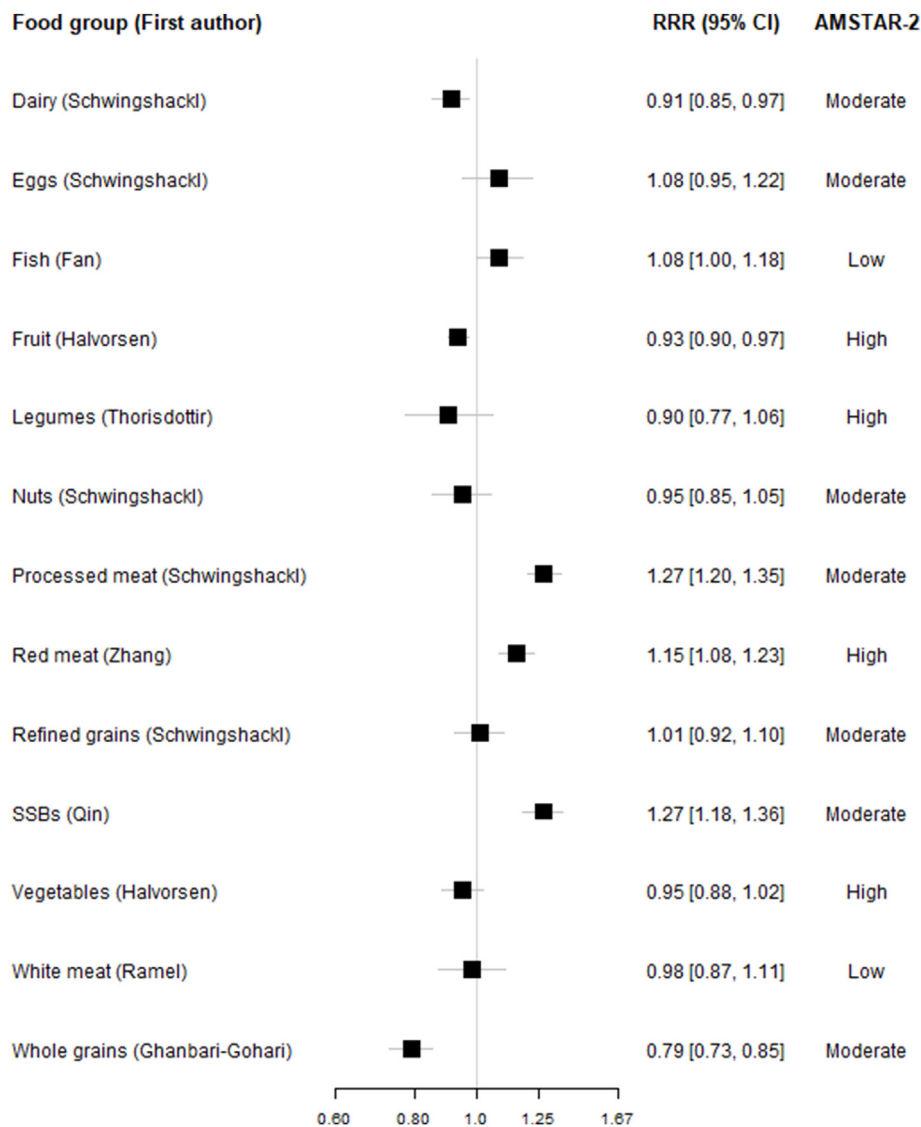 Food group (First author) RRR (95% CI) AMSTAR-2
Dairy (Schwingshackl) 0.91 [0.85, 0.97] Moderate
Eggs (Schwingshackl) 1.08 [0.95, 1.22] Moderate
Fish (Fan) 1.08 [1.00, 1.18] Low
Fruit (Halvorsen) 0.93 [0.90, 0.97] High
Legumes (Thorisdottir) 0.90 [0.77, 1.06] High
Nuts (Schwingshackl) 0.95 [0.85, 1.05] Moderate
Processed meat (Schwingshackl) 1.27 [1.20, 1.35] Moderate
Red meat (Zhang) 1.15 [1.08, 1.23] High
Refined grains (Schwingshackl) 1.01 [0.92, 1.10] Moderate
SSBs (Qin) 1.27 [1.18, 1.36] Moderate
Vegetables (Halvorsen) 0.95 [0.88, 1.02] High
White meat (Ramel) 0.98 [0.87, 1.11] Low
Whole grains (Ghanbari-Gohari) 0.79 [0.73, 0.85] Moderate
0.60 0.80 1.0 1.25 1.67